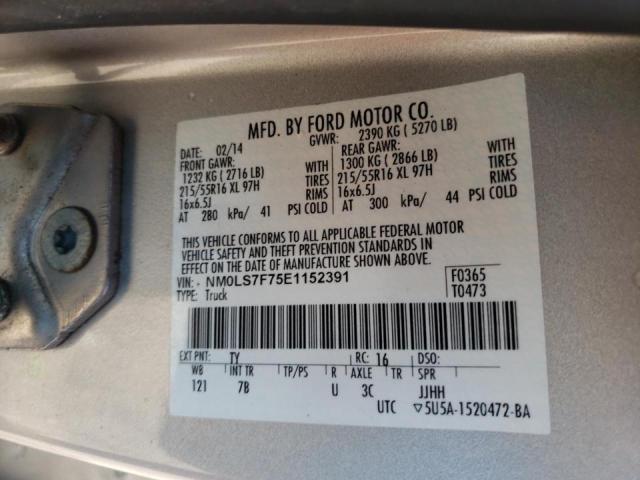 MFD. BY FORD MOTOR CO.
DATE: 02/14 GVWR: 2390 KG ( 5270 LB)
FRONT GAWR: REAR GAWR:
1232 KG ( 2716 LB) WITH 1300 KG ( 2866 LB) WITH
215/55R16 XL 97H TIRES 215/55R16 XL 97H TIRES
16x6.5J RIMS 16x6.5J RIMS
AT 280 kPa/ 41 PSI COLD AT 300 kPa/ 44 PSI COLD
THIS VEHICLE CONFORMS TO ALL APPLICABLE FEDERAL MOTOR
VEHICLE SAFETY AND THEFT PREVENTION STANDARDS IN
EFFECT ON THE DATE OF MANUFACTURE SHOWN ABOVE.
VIN: NM0LS7F75E1152391 F0365
TYPE: Truck T0473
EXT PNT: TY RC: 16 DSO:
WB INT TR TP/PS R AXLE TR SPR
121 7B U 3C JJHH
UTC ▽5U5A-1520472-BA